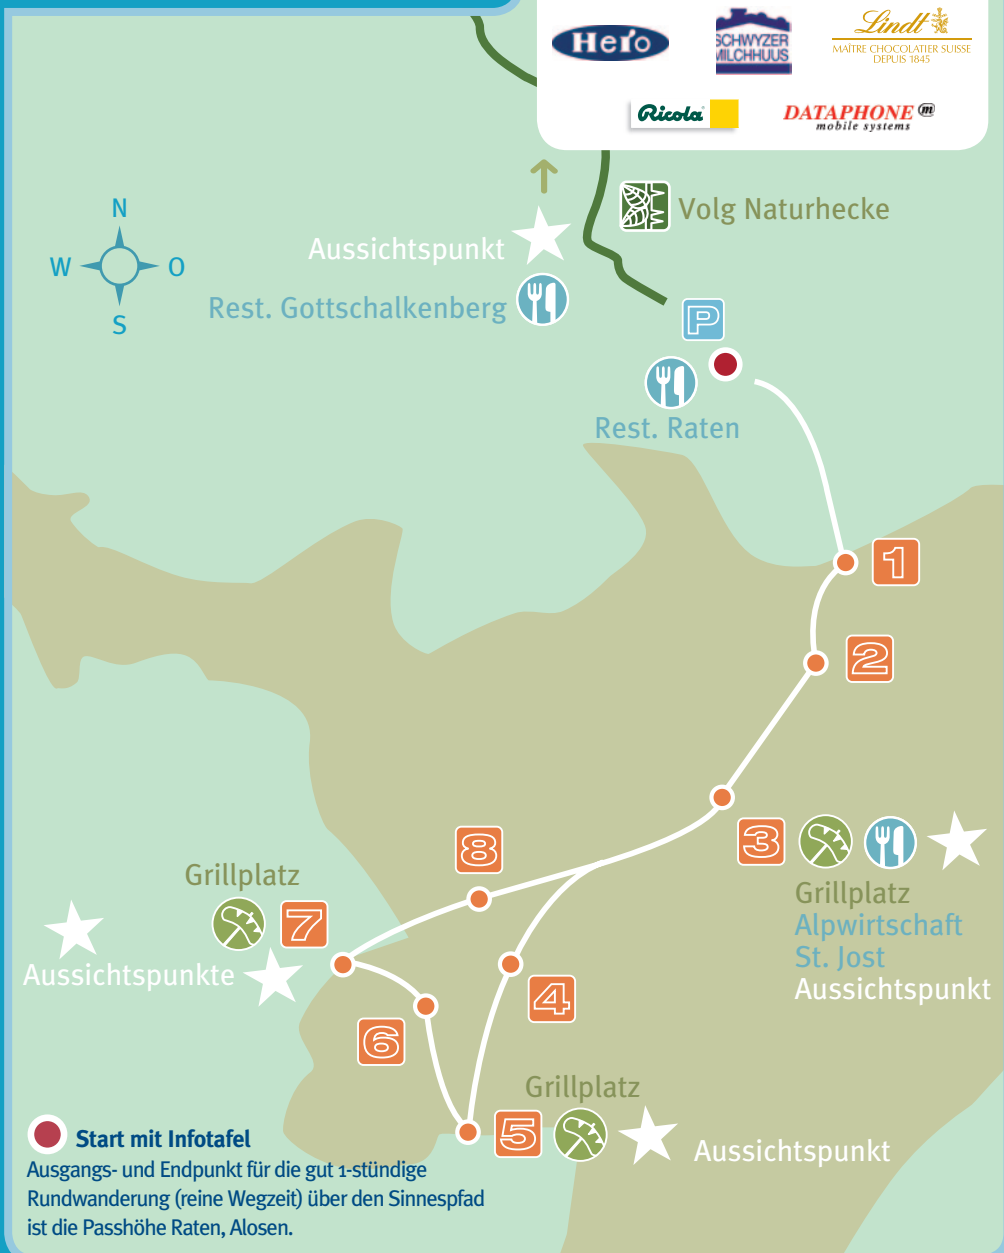 Hero
SCHWYZER
MILCHHUUS
Lindt
MAÎTRE CHOCOLATIER SUISSE
DEPUIS 1845
Ricola
DATAPHONE m
mobile systems
N
W O
S
Volg Naturhecke
Aussichtspunkt
Rest. Gottschalkenberg
P
Rest. Raten
1
2
3
Grillplatz
Alpwirtschaft
St. Jost
Aussichtspunkt
8
Grillplatz
7
Aussichtspunkte
4
6
Grillplatz
5
Aussichtspunkt
Start mit Infotafel
Ausgangs- und Endpunkt für die gut 1-stündige
Rundwanderung (reine Wegzeit) über den Sinnespfad
ist die Passhöhe Raten, Alosen.